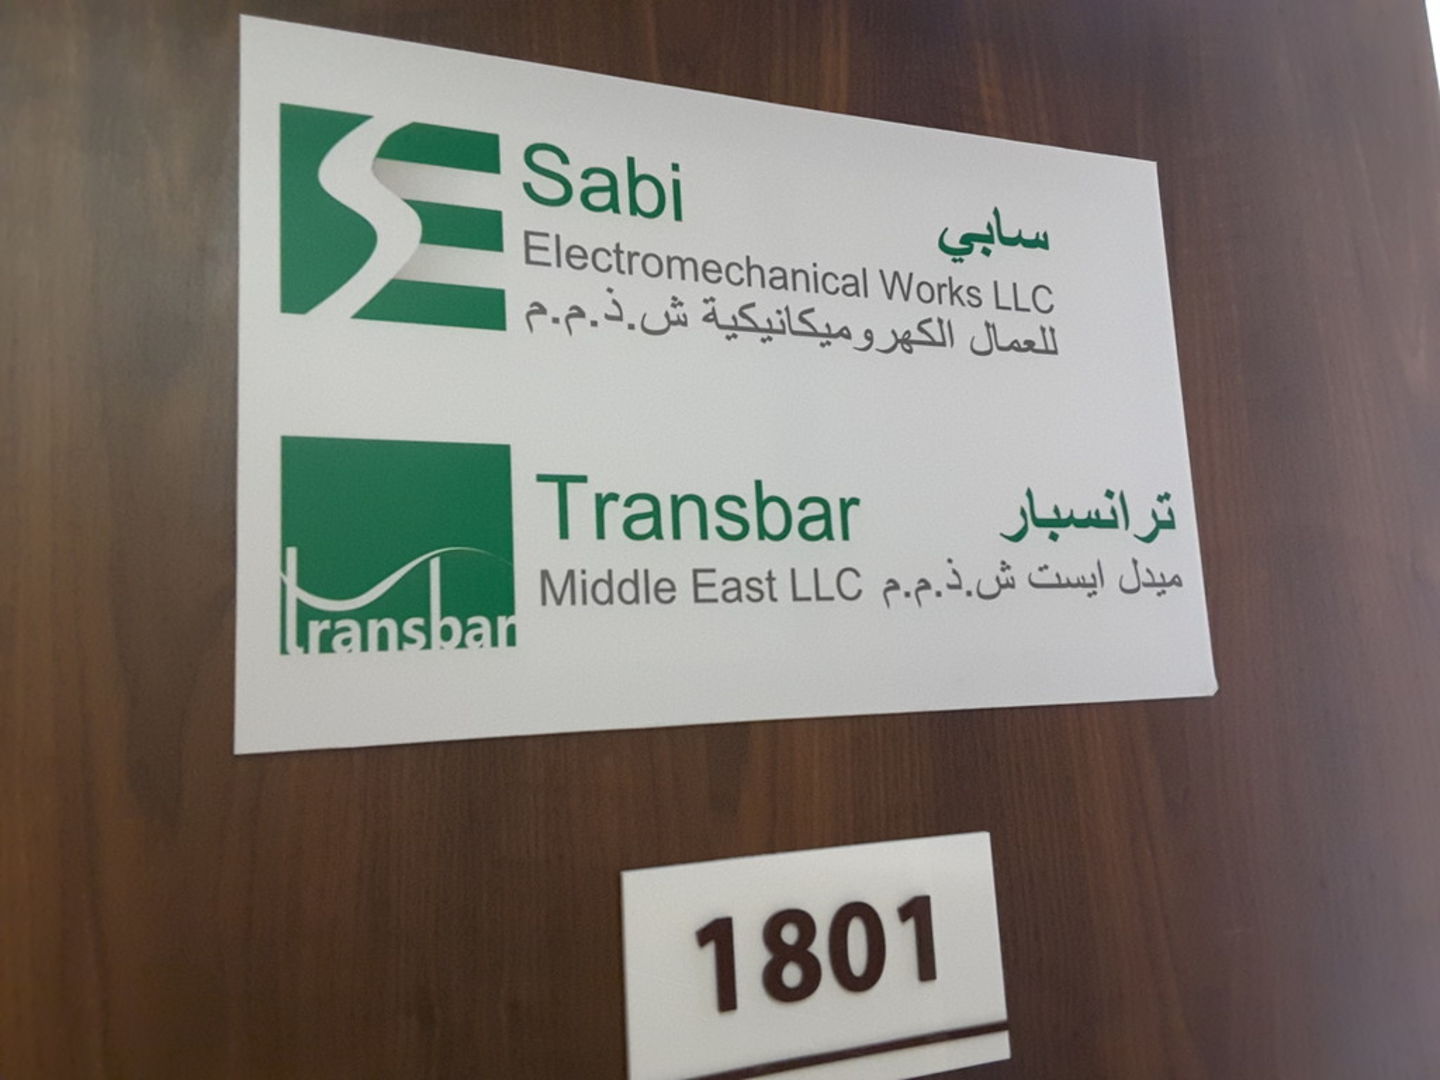 Sabi
سابي
Electromechanical Works LLC
للعمال الكهروميكانيكية ش.ذ.م.م
Transbar
ترانسبار
Middle East LLC
ميدل ايست ش.ذ.م.م
transbar
1801